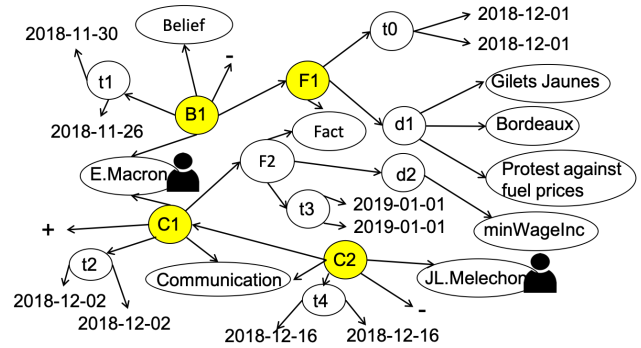 2018-12-01
t0
Belief
2018-11-30
2018-12-01
-
t1
F1
Gilets Jaunes
B1
d1
Bordeaux
2018-11-26
Fact
Protest against
fuel prices
E.Macron
F2
d2
2019-01-01
t3
2019-01-01
minWageInc
C1
+
C2
t2
Communication
JL.Melechon
2018-12-02
t4
-
2018-12-02
2018-12-16
2018-12-16